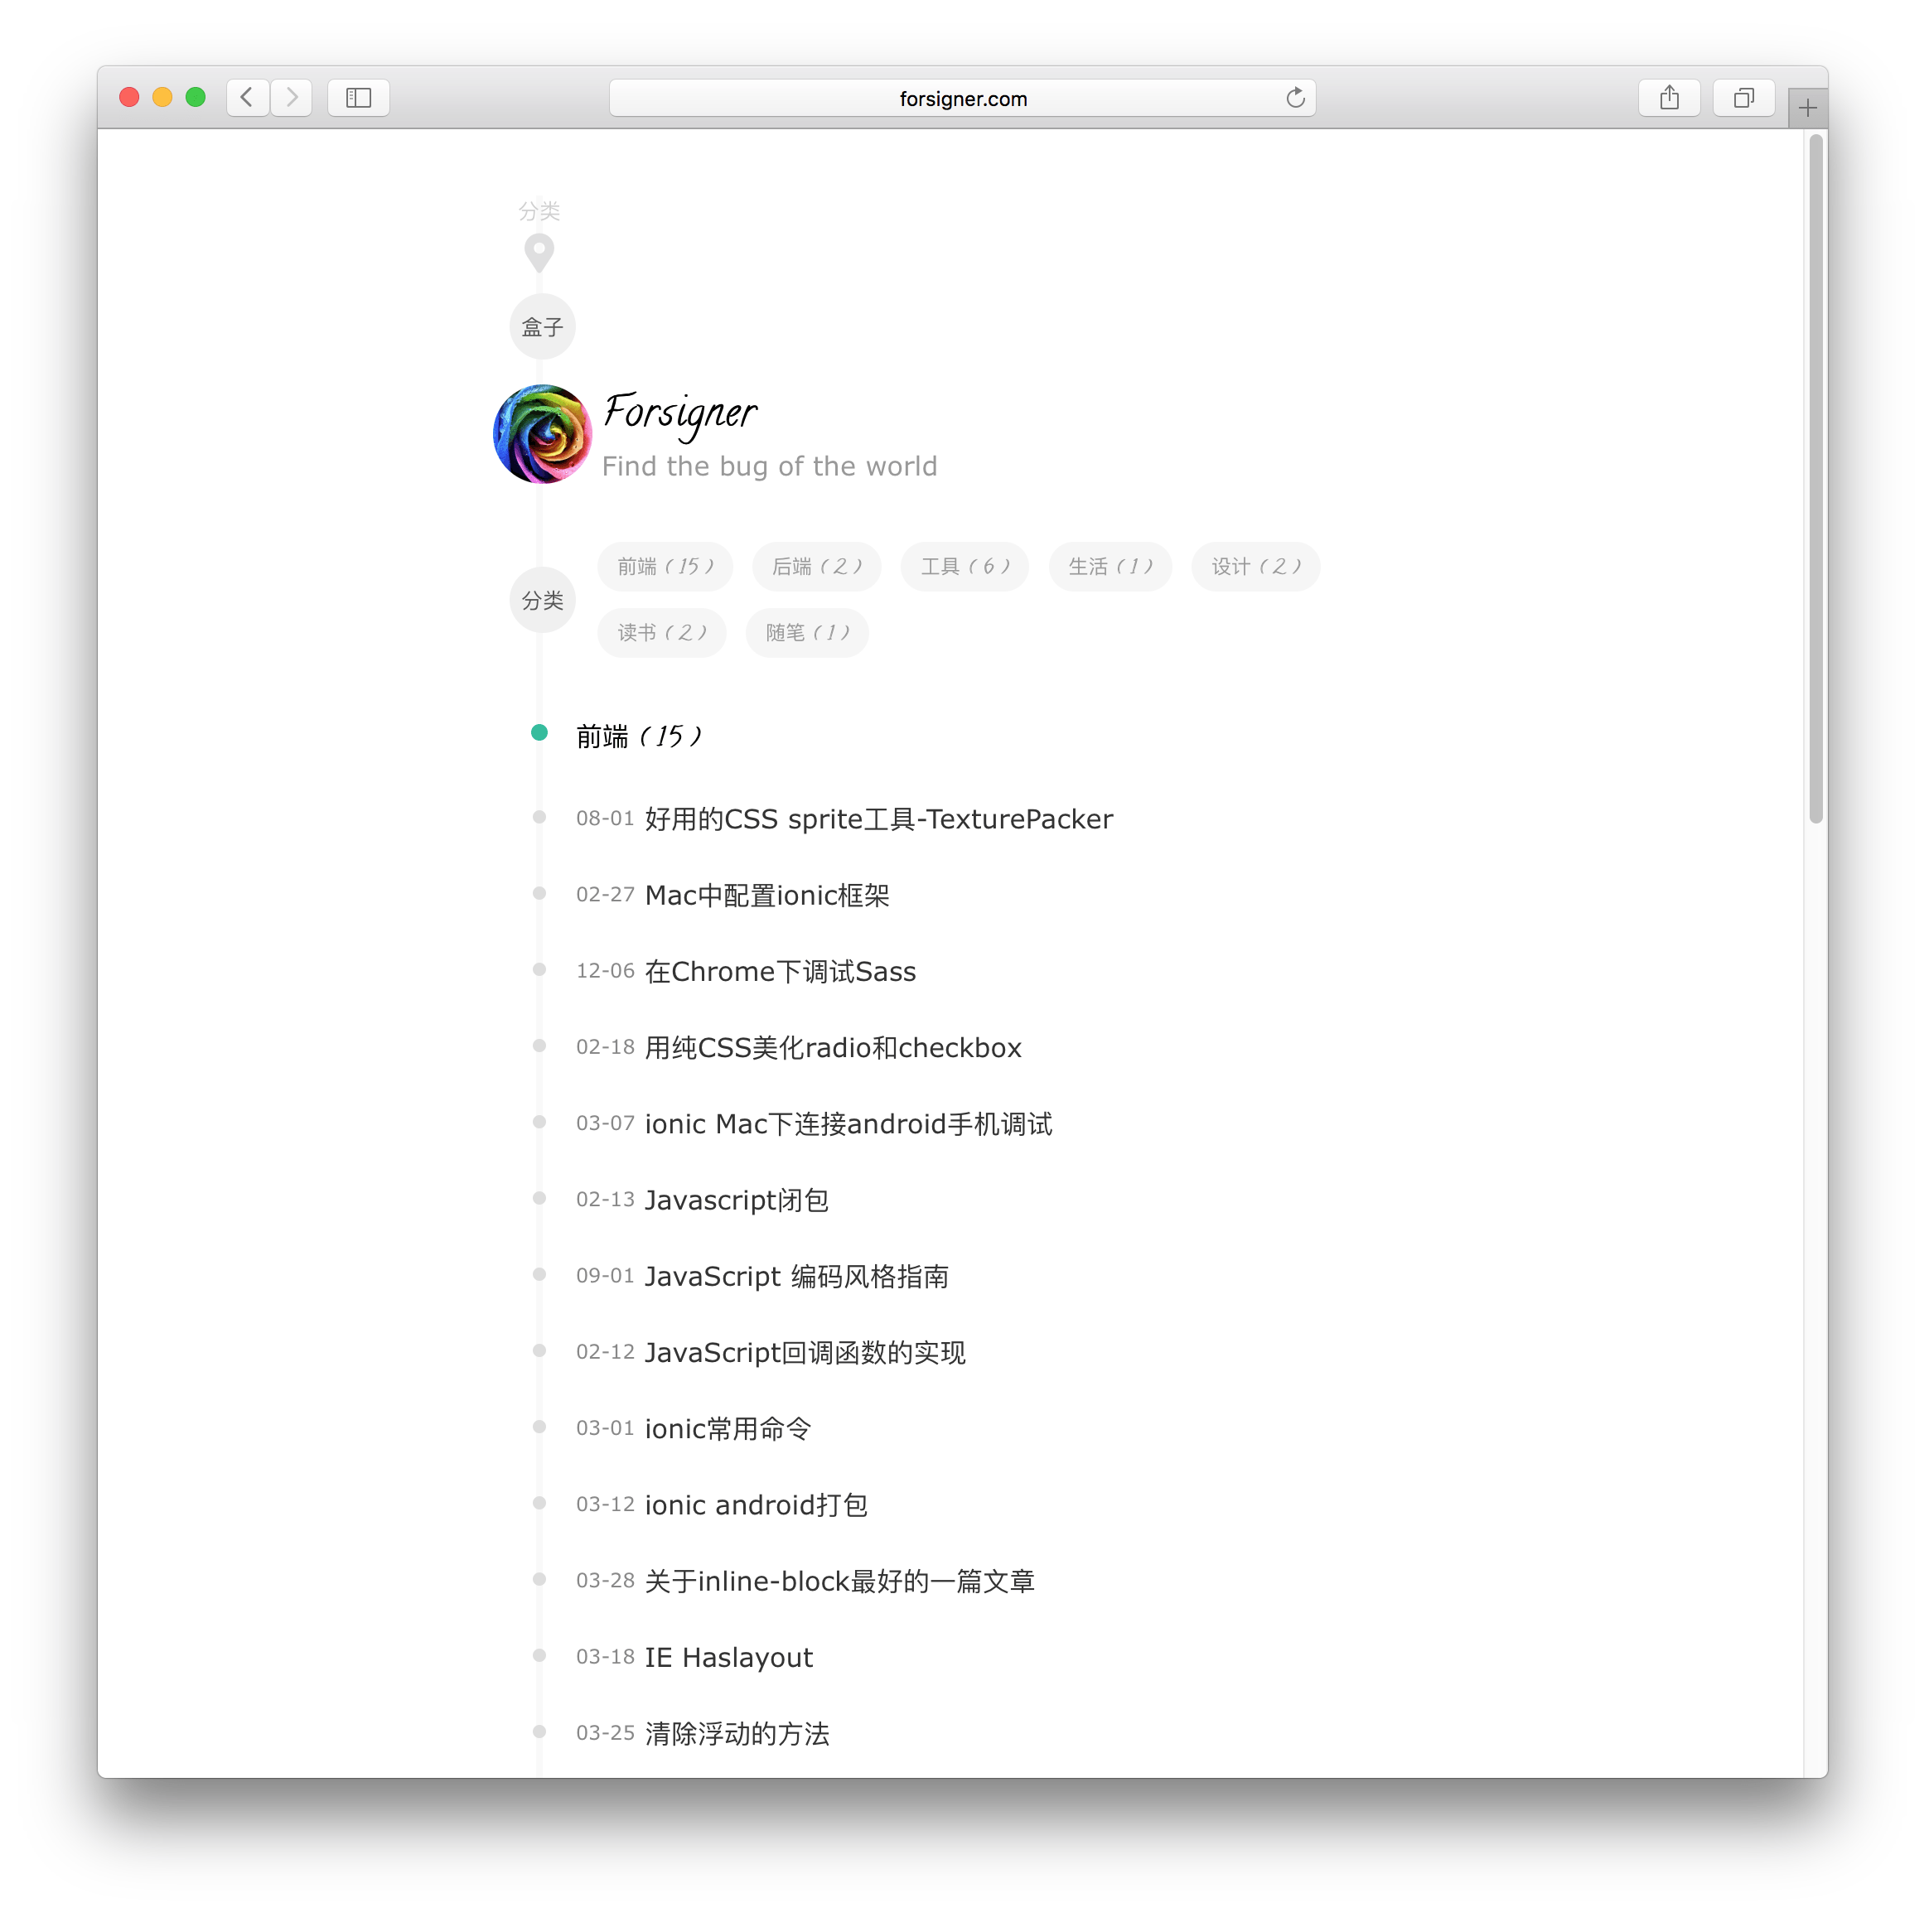 forsigner.com
分类
盒子
Forsigner
Find the bug of the world
分类
前端（15） 后端（2） 工具（6） 生活（1） 设计（2）
读书（2） 随笔（1）
前端（15）
08-01 好用的CSS sprite工具-TexturePacker
02-27 Mac中配置ionic框架
12-06 在Chrome下调试Sass
02-18 用纯CSS美化radio和checkbox
03-07 ionic Mac下连接android手机调试
02-13 Javascript闭包
09-01 JavaScript 编码风格指南
02-12 JavaScript回调函数的实现
03-01 ionic常用命令
03-12 ionic android打包
03-28 关于inline-block最好的一篇文章
03-18 IE Haslayout
03-25 清除浮动的方法